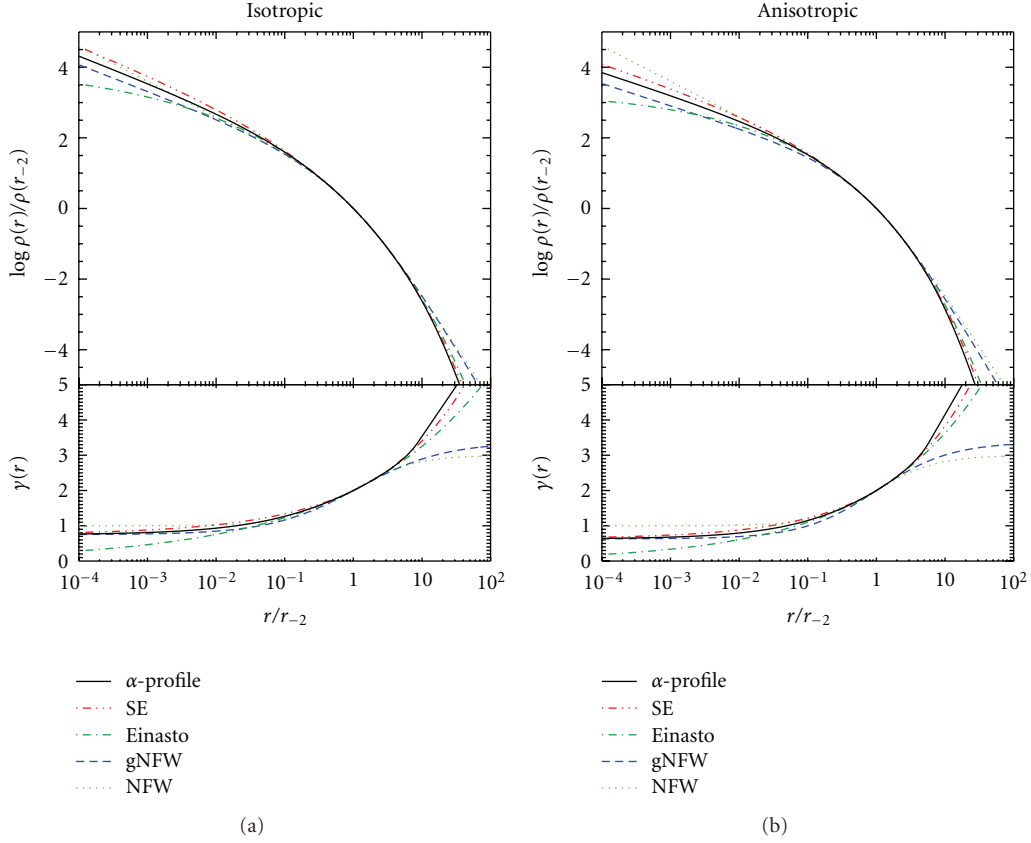 Isotropic
4
2
0
−2
−4
log ρ(r)/ρ(r₋₂)
5
4
3
2
1
0
γ(r)
10⁻⁴ 10⁻³ 10⁻² 10⁻¹ 1 10 10²
r/r₋₂
α-profile
SE
Einasto
gNFW
NFW
(a)
Anisotropic
4
2
0
−2
−4
log ρ(r)/ρ(r₋₂)
5
4
3
2
1
0
γ(r)
10⁻⁴ 10⁻³ 10⁻² 10⁻¹ 1 10 10²
r/r₋₂
α-profile
SE
Einasto
gNFW
NFW
(b)